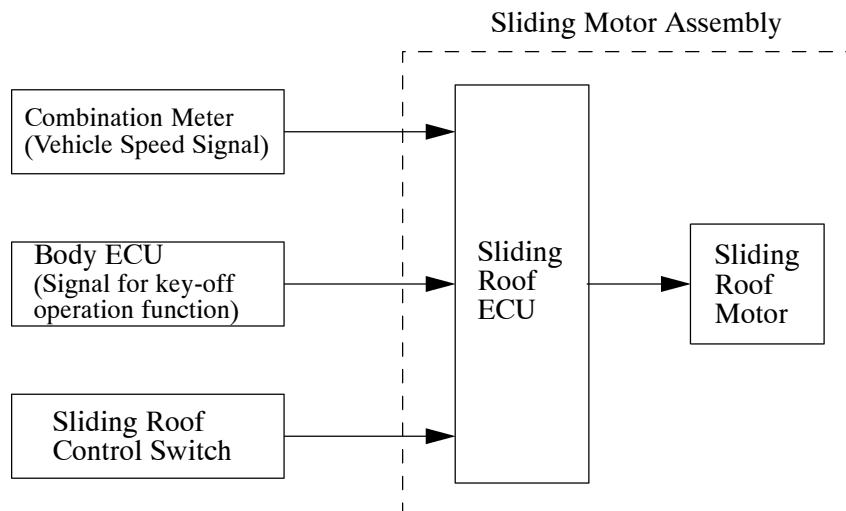 Sliding Motor Assembly
Combination Meter
(Vehicle Speed Signal)
Body ECU
(Signal for key-off
operation function)
Sliding Roof
Control Switch
Sliding
Roof
ECU
Sliding
Roof
Motor